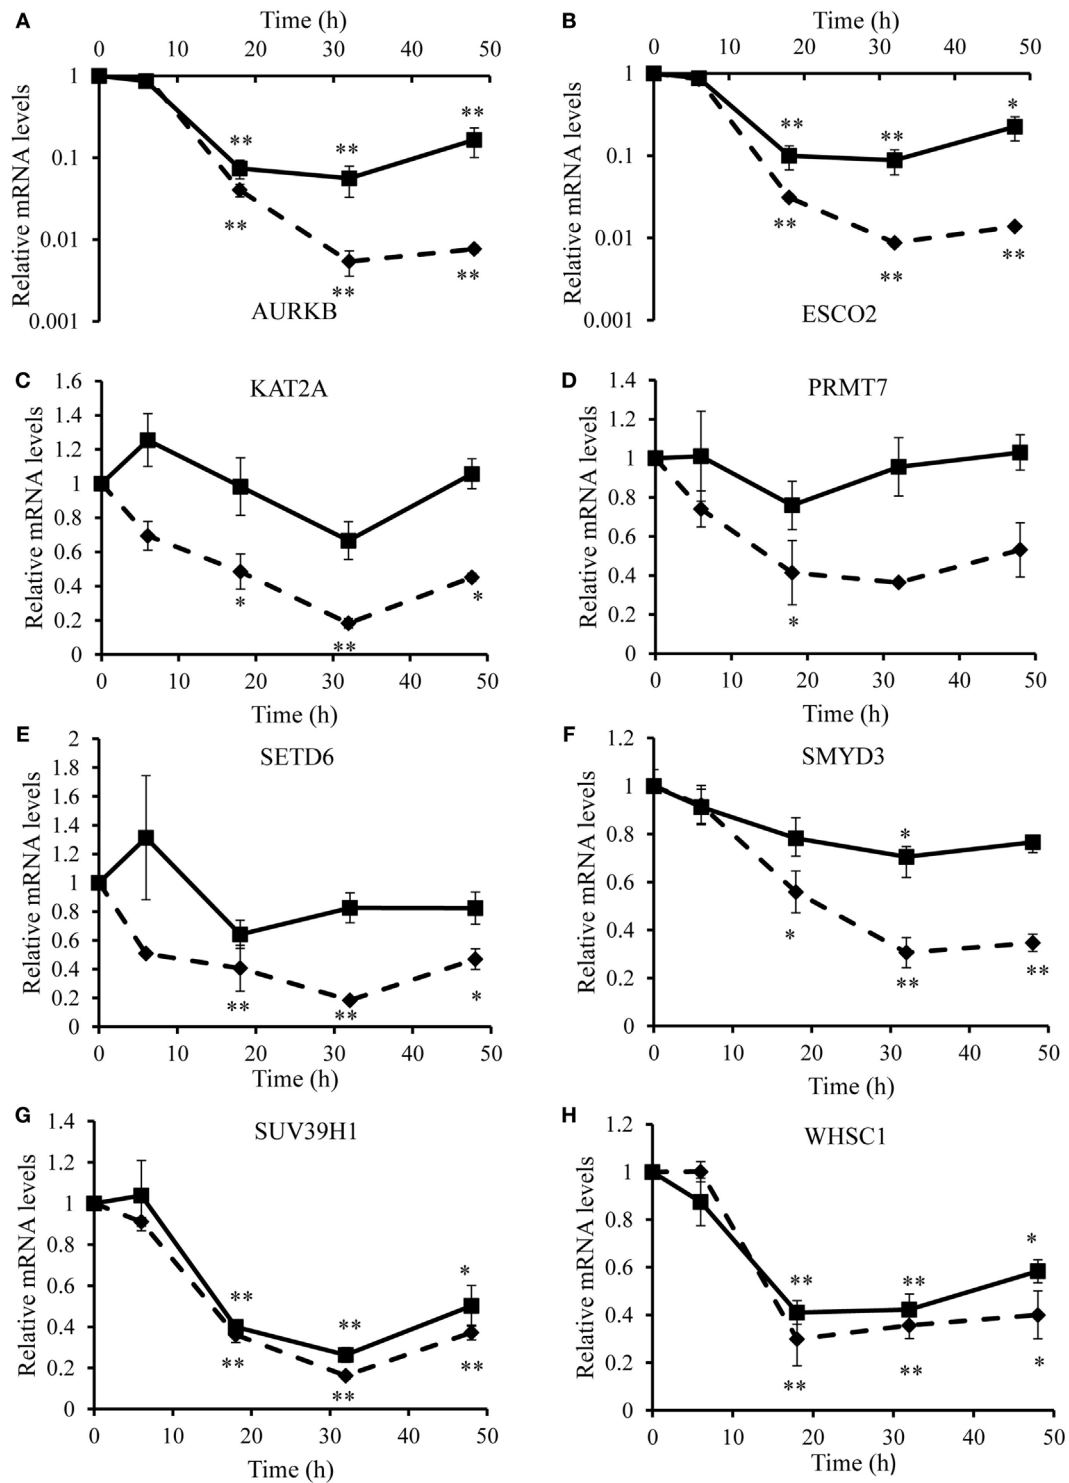 A
Time (h)
0 10 20 30 40 50
1
0.1
0.01
0.001
Relative mRNA levels
**
**
**
**
**
**
AURKB
B
Time (h)
0 10 20 30 40 50
1
0.1
0.01
0.001
Relative mRNA levels
**
**
*
**
**
**
ESCO2
C
KAT2A
1.6
1.4
1.2
1
0.8
0.6
0.4
0.2
0
Relative mRNA levels
*
**
*
0 10 20 30 40 50
Time (h)
D
PRMT7
1.4
1.2
1
0.8
0.6
0.4
0.2
0
Relative mRNA levels
*
0 10 20 30 40 50
Time (h)
E
SETD6
2
1.8
1.6
1.4
1.2
1
0.8
0.6
0.4
0.2
0
Relative mRNA levels
**
**
*
0 10 20 30 40 50
Time (h)
F
SMYD3
1.2
1
0.8
0.6
0.4
0.2
0
Relative mRNA levels
*
*
**
**
0 10 20 30 40 50
Time (h)
G
SUV39H1
1.4
1.2
1
0.8
0.6
0.4
0.2
0
Relative mRNA levels
**
**
*
**
**
**
0 10 20 30 40 50
Time (h)
H
WHSC1
1.2
1
0.8
0.6
0.4
0.2
0
Relative mRNA levels
**
**
*
**
**
*
0 10 20 30 40 50
Time (h)